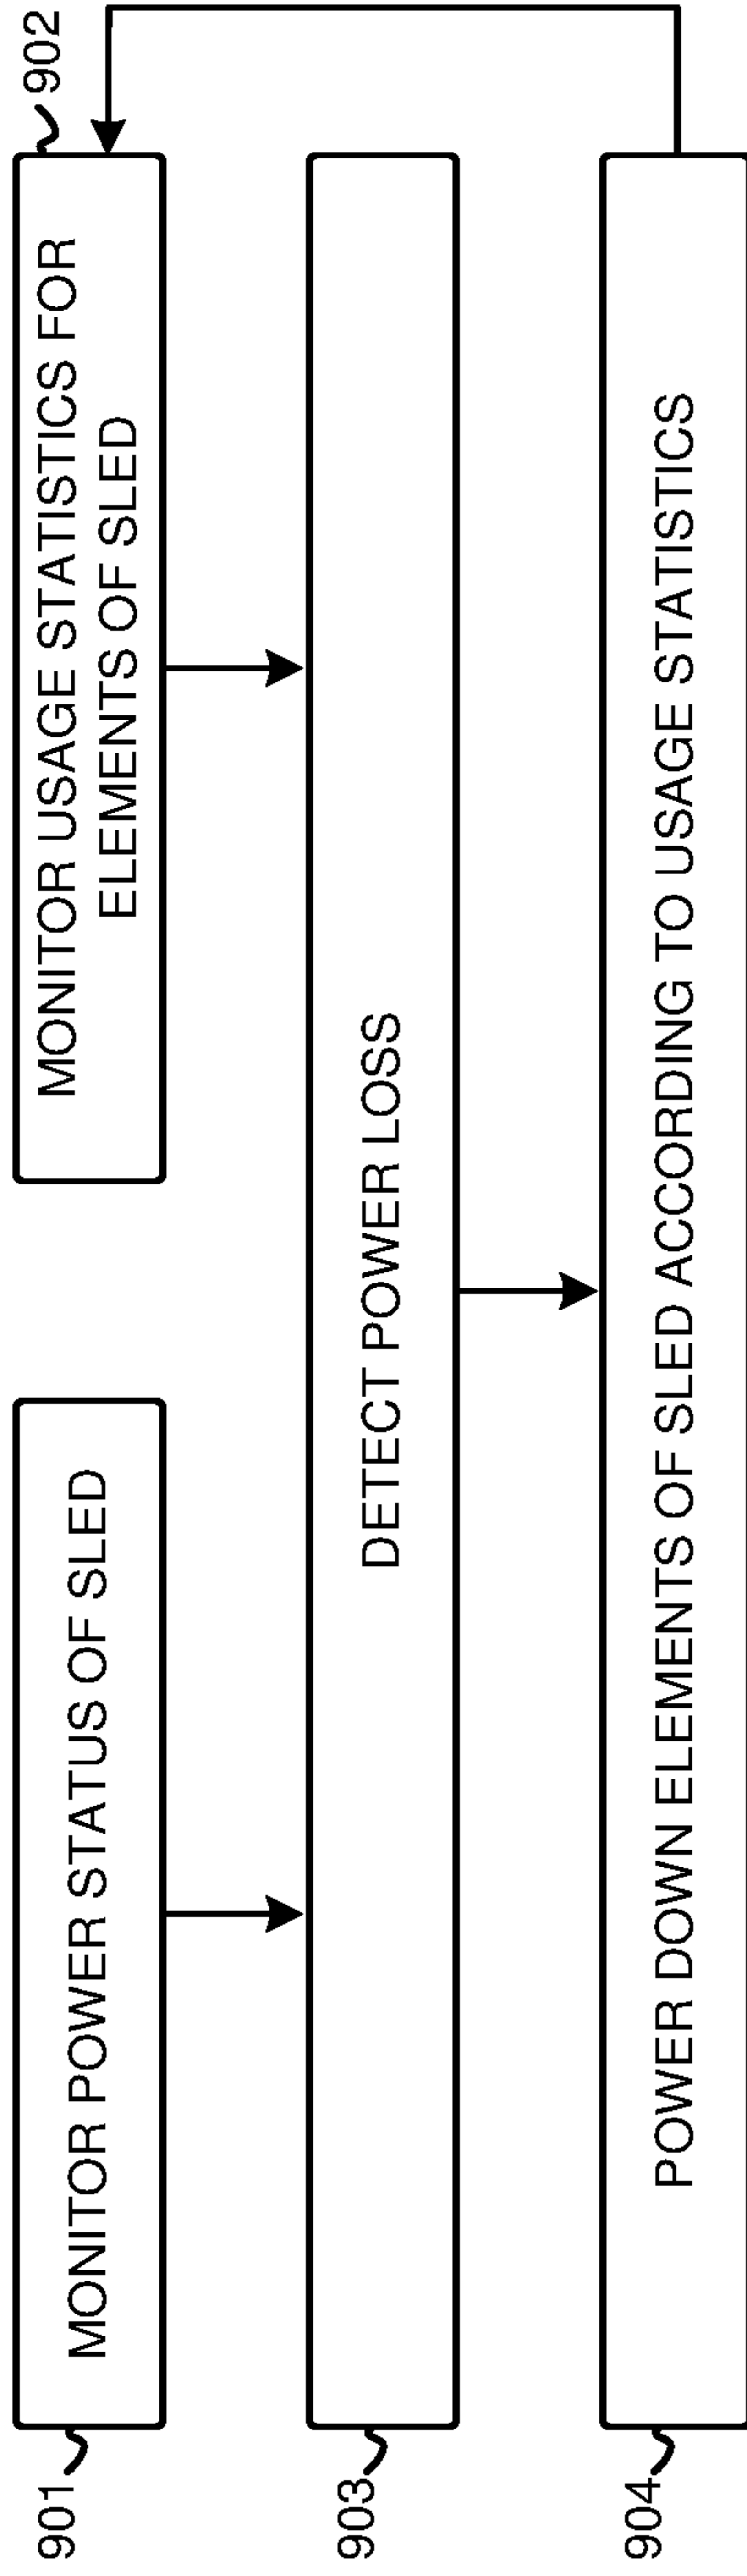 901
MONITOR POWER STATUS OF SLED
MONITOR USAGE STATISTICS FOR
ELEMENTS OF SLED
902
903
DETECT POWER LOSS
904
POWER DOWN ELEMENTS OF SLED ACCORDING TO USAGE STATISTICS